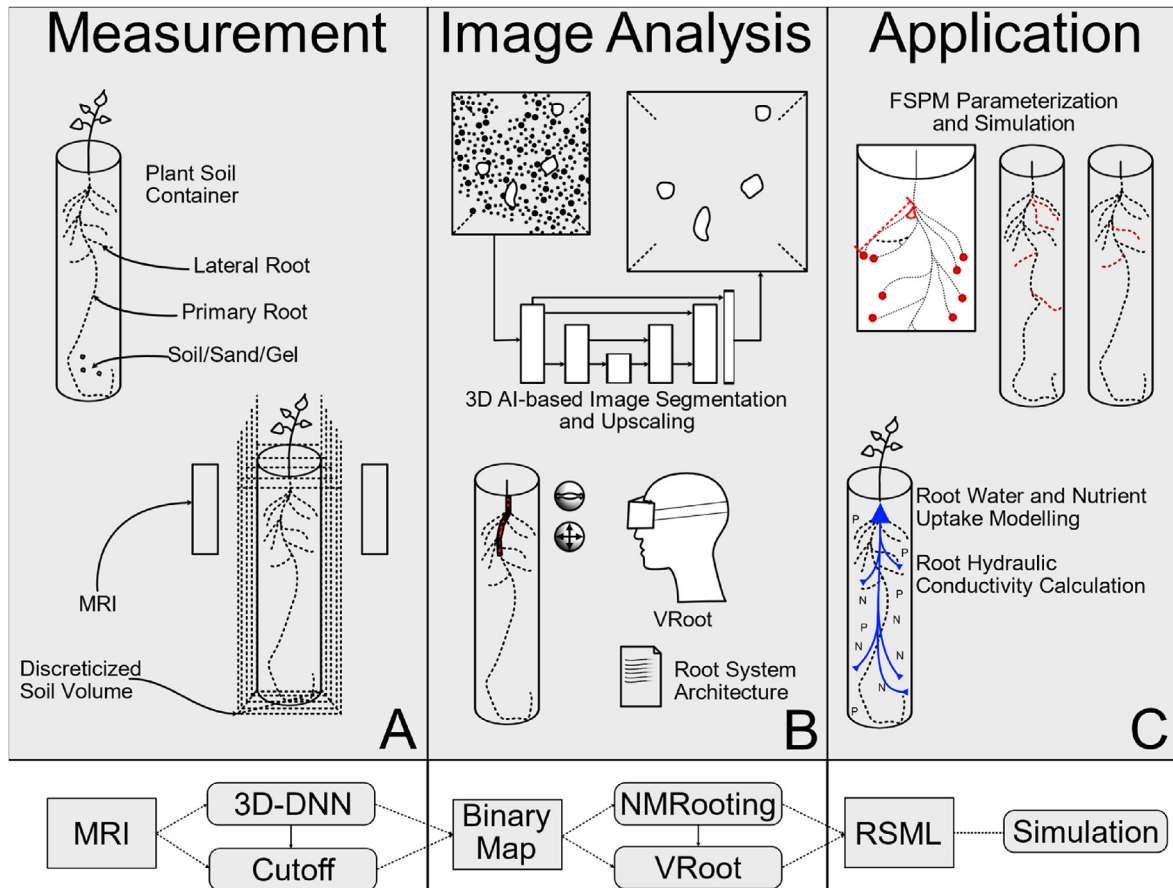 Measurement
Plant Soil
Container
Lateral Root
Primary Root
Soil/Sand/Gel
MRI
Discreticized
Soil Volume
A
Image Analysis
3D AI-based Image Segmentation
and Upscaling
VRoot
Root System
Architecture
B
Application
FSPM Parameterization
and Simulation
Root Water and Nutrient
Uptake Modelling
Root Hydraulic
Conductivity Calculation
P
P
N
P
P
N
N
N
N
P
C
MRI
3D-DNN
Cutoff
Binary
Map
NMRooting
VRoot
RSML
Simulation